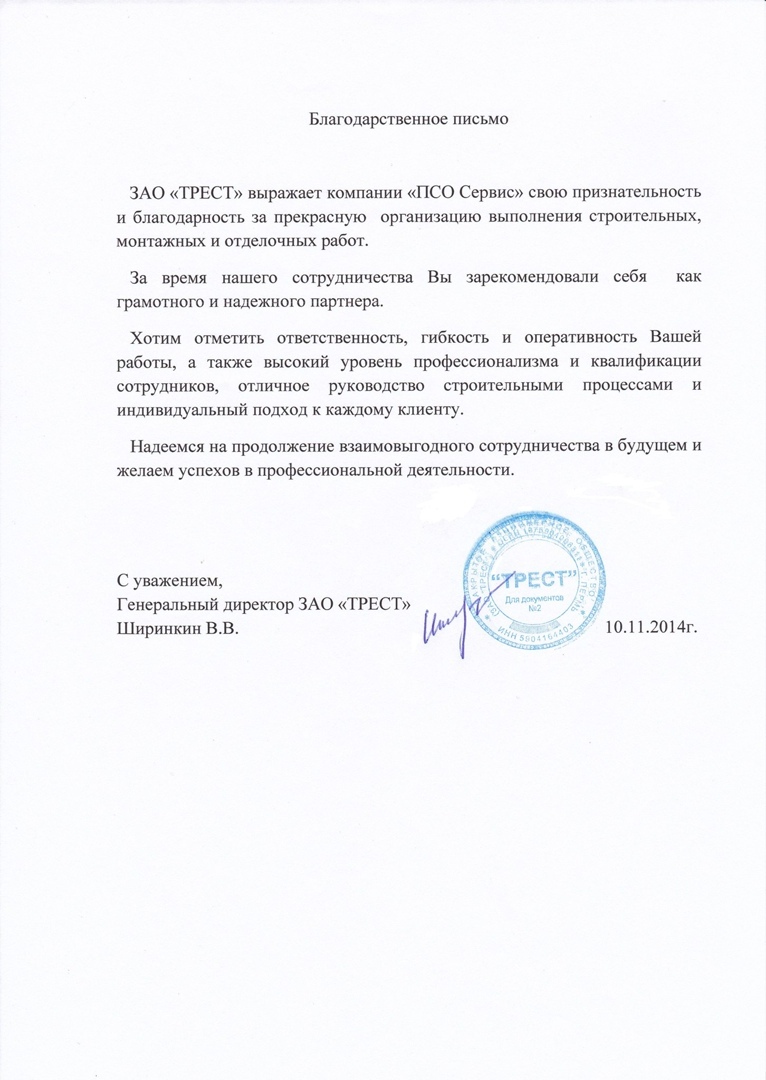 Благодарственное письмо
ЗАО «ТРЕСТ» выражает компании «ПСО Сервис» свою признательность
и благодарность за прекрасную организацию выполнения строительных,
монтажных и отделочных работ.
За время нашего сотрудничества Вы зарекомендовали себя как
грамотного и надежного партнера.
Хотим отметить ответственность, гибкость и оперативность Вашей
работы, а также высокий уровень профессионализма и квалификации
сотрудников, отличное руководство строительными процессами и
индивидуальный подход к каждому клиенту.
Надеемся на продолжение взаимовыгодного сотрудничества в будущем и
желаем успехов в профессиональной деятельности.
С уважением,
Генеральный директор ЗАО «ТРЕСТ»
Ширинкин В.В.
10.11.2014г.
"ТРЕСТ"
Для документов
№2
ИНН 5904164403